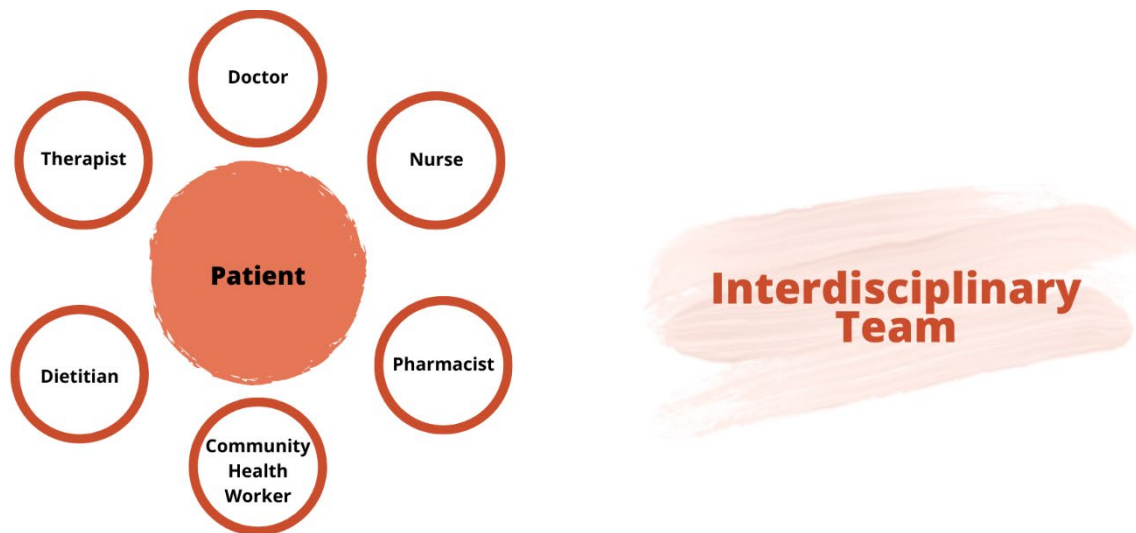 Doctor
Therapist
Nurse
Patient
Dietitian
Pharmacist
Community
Health
Worker
Interdisciplinary
Team